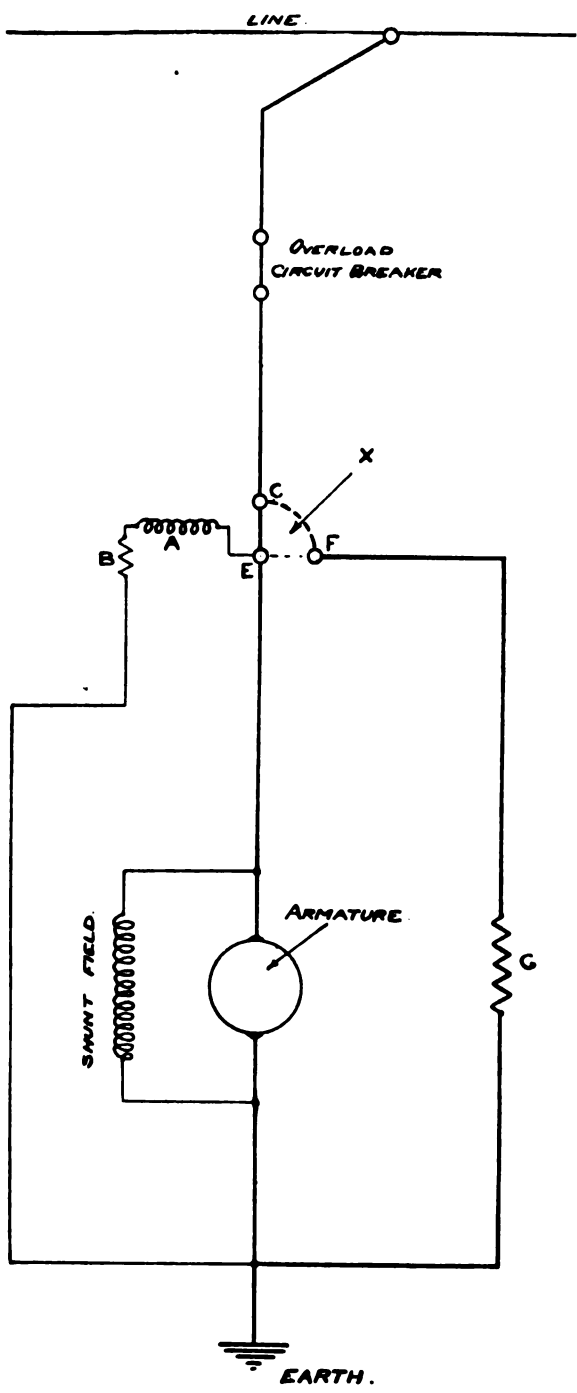 LINE.
OVERLOAD
CIRCUIT BREAKER
X
C
A
B
E
F
SHUNT FIELD.
ARMATURE
G
EARTH.